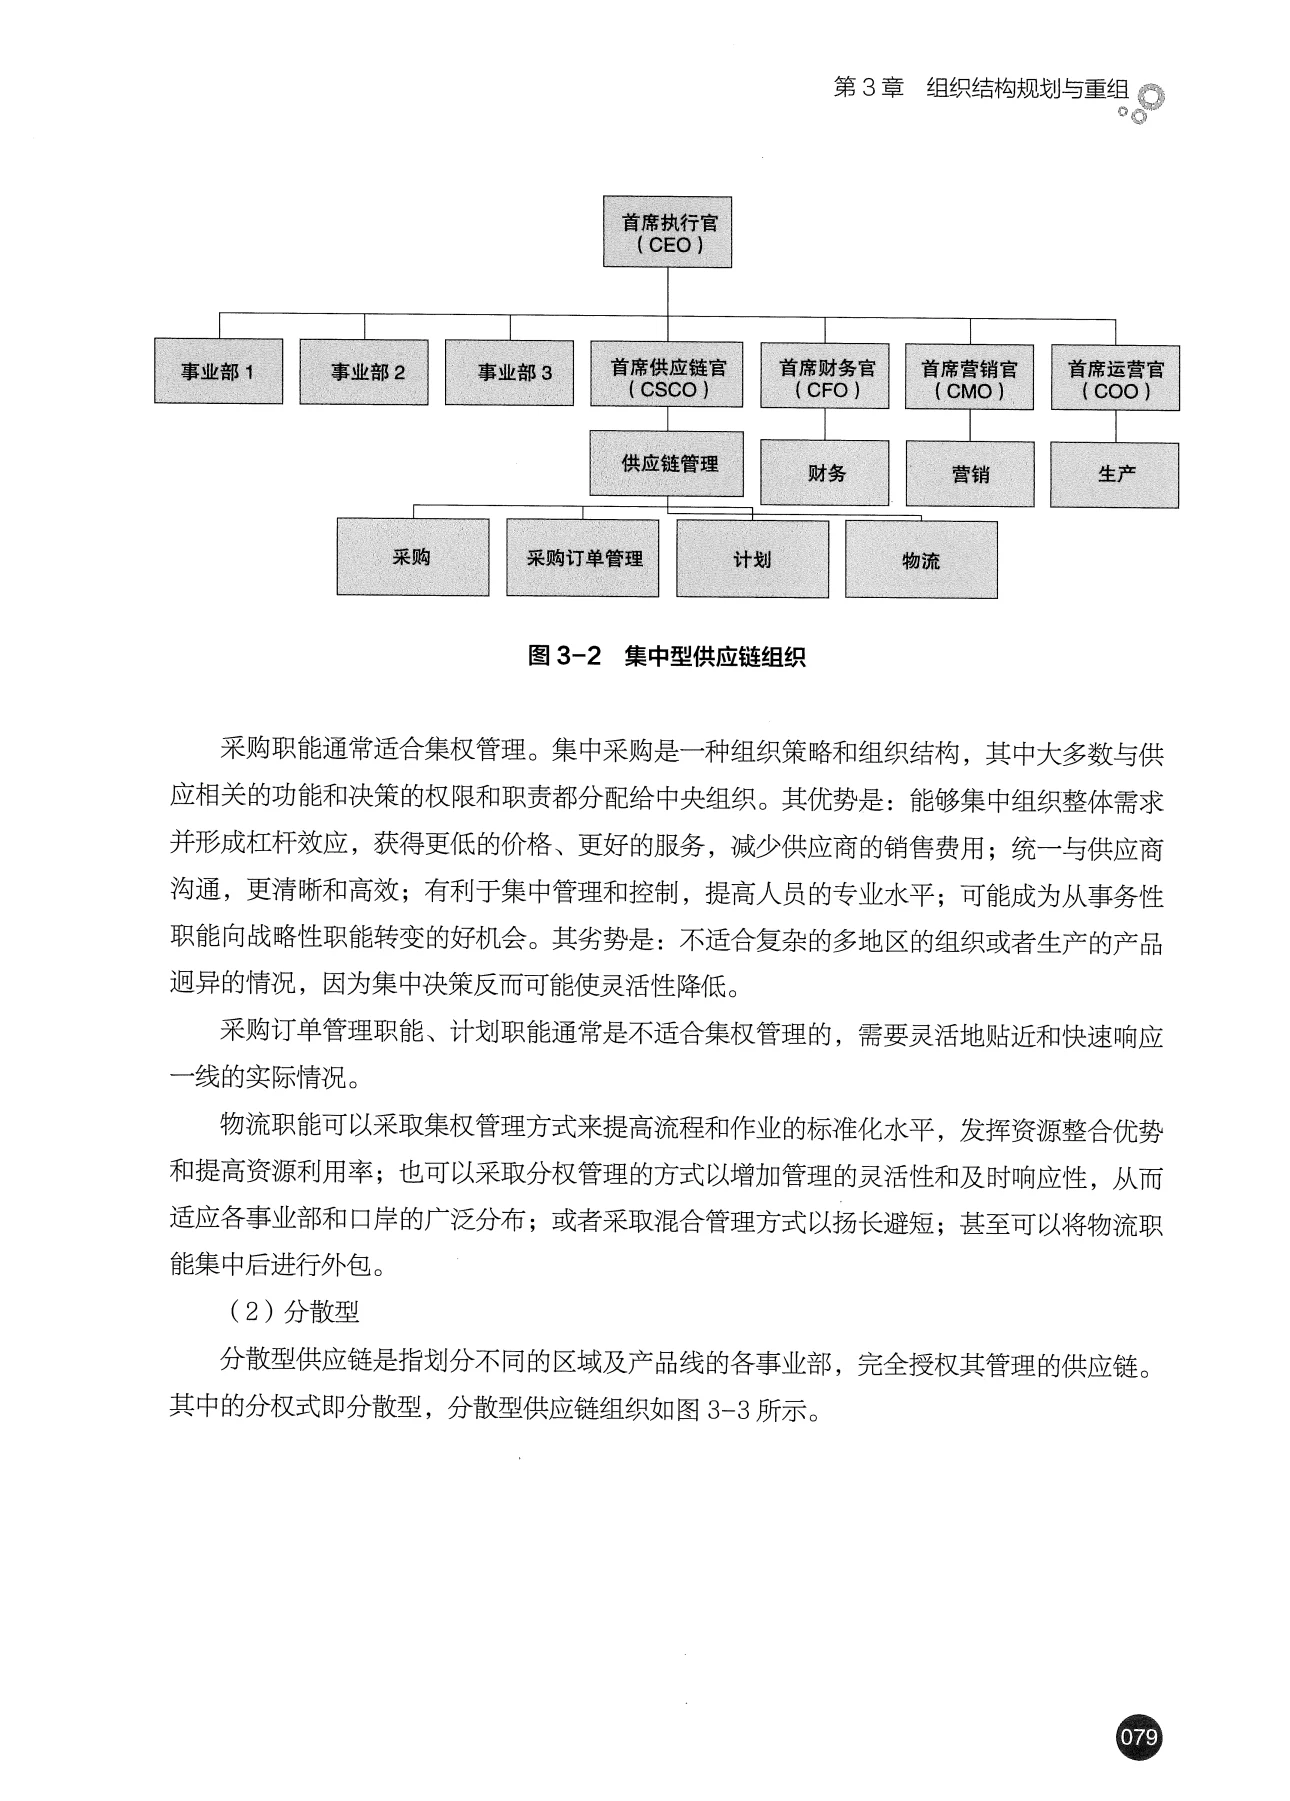 第3章 组织结构规划与重组
首席执行官
（CEO）
事业部1
事业部2
事业部3
首席供应链官
（CSCO）
首席财务官
（CFO）
首席营销官
（CMO）
首席运营官
（COO）
供应链管理
财务
营销
生产
采购
采购订单管理
计划
物流
图3-2 集中型供应链组织
采购职能通常适合集权管理。集中采购是一种组织策略和组织结构，其中大多数与供
应相关的功能和决策的权限和职责都分配给中央组织。其优势是：能够集中组织整体需求
并形成杠杆效应，获得更低的价格、更好的服务，减少供应商的销售费用；统一与供应商
沟通，更清晰和高效；有利于集中管理和控制，提高人员的专业水平；可能成为从事务性
职能向战略性职能转变的好机会。其劣势是：不适合复杂的多地区的组织或者生产的产品
迥异的情况，因为集中决策反而可能使灵活性降低。
采购订单管理职能、计划职能通常是不适合集权管理的，需要灵活地贴近和快速响应
一线的实际情况。
物流职能可以采取集权管理方式来提高流程和作业的标准化水平，发挥资源整合优势
和提高资源利用率；也可以采取分权管理的方式以增加管理的灵活性和及时响应性，从而
适应各事业部和口岸的广泛分布；或者采取混合管理方式以扬长避短；甚至可以将物流职
能集中后进行外包。
（2）分散型
分散型供应链是指划分不同的区域及产品线的各事业部，完全授权其管理的供应链。
其中的分权式即分散型，分散型供应链组织如图3-3所示。
079